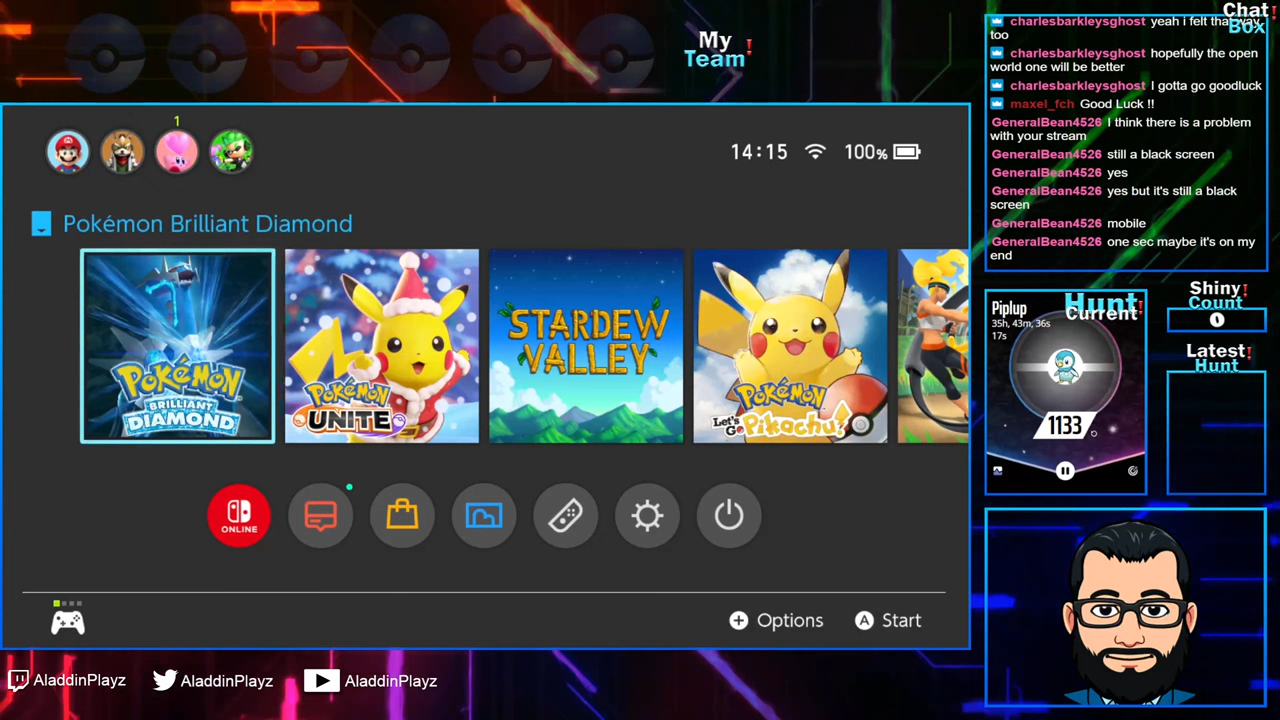 My
Team!
1
14:15
100%
Pokémon Brilliant Diamond
POKÉMON
BRILLIANT
DIAMOND
POKÉMON
UNITE
STARDEW
VALLEY
POKÉMON
Let's Go Pikachu!
ONLINE
Options
A Start
AladdinPlayz
AladdinPlayz
AladdinPlayz
Chat!
Box
charlesbarkleysghost yeah i felt that way
too
charlesbarkleysghost hopefully the open
world one will be better
charlesbarkleysghost I gotta go goodluck
maxel_fch Good Luck !!
GeneralBean4526 I think there is a problem
with your stream
GeneralBean4526 still a black screen
GeneralBean4526 yes
GeneralBean4526 yes but it's still a black
screen
GeneralBean4526 mobile
GeneralBean4526 one sec maybe it's on my
end
Hunt!
Current
Piplup
35h, 43m, 36s
17s
1133
Shiny!
Count
1
Latest!
Hunt